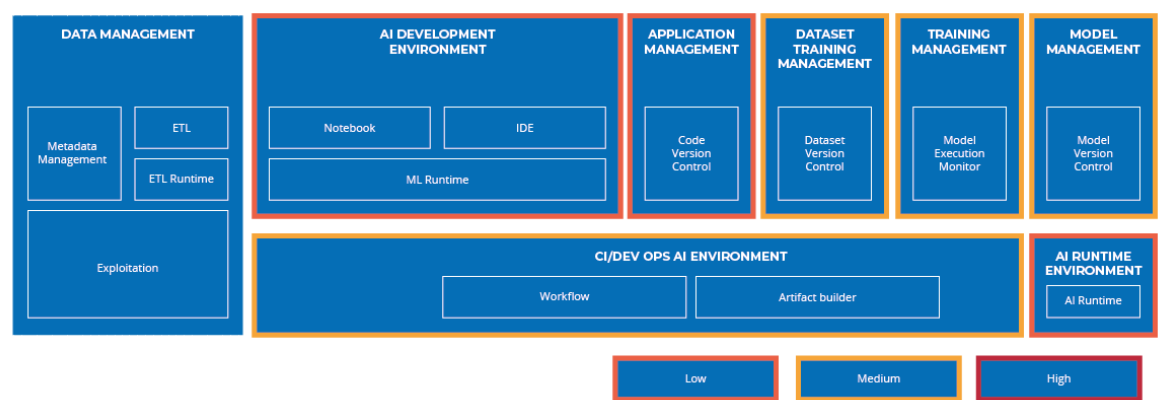 DATA MANAGEMENT
Metadata
Management
ETL
ETL Runtime
Exploitation
AI DEVELOPMENT
ENVIRONMENT
Notebook
IDE
ML Runtime
APPLICATION
MANAGEMENT
Code
Version
Control
DATASET
TRAINING
MANAGEMENT
Dataset
Version
Control
TRAINING
MANAGEMENT
Model
Execution
Monitor
MODEL
MANAGEMENT
Model
Version
Control
CI/DEV OPS AI ENVIRONMENT
Workflow
Artifact builder
AI RUNTIME
ENVIRONMENT
AI Runtime
Low
Medium
High